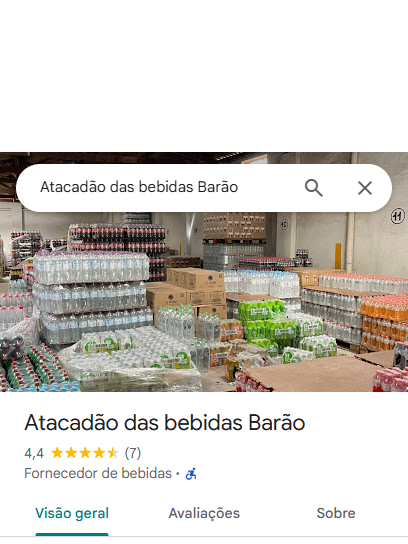 Atacadão das bebidas Barão
11
Atacadão das bebidas Barão
4,4 (7)
Fornecedor de bebidas ·
Visão geral Avaliações Sobre